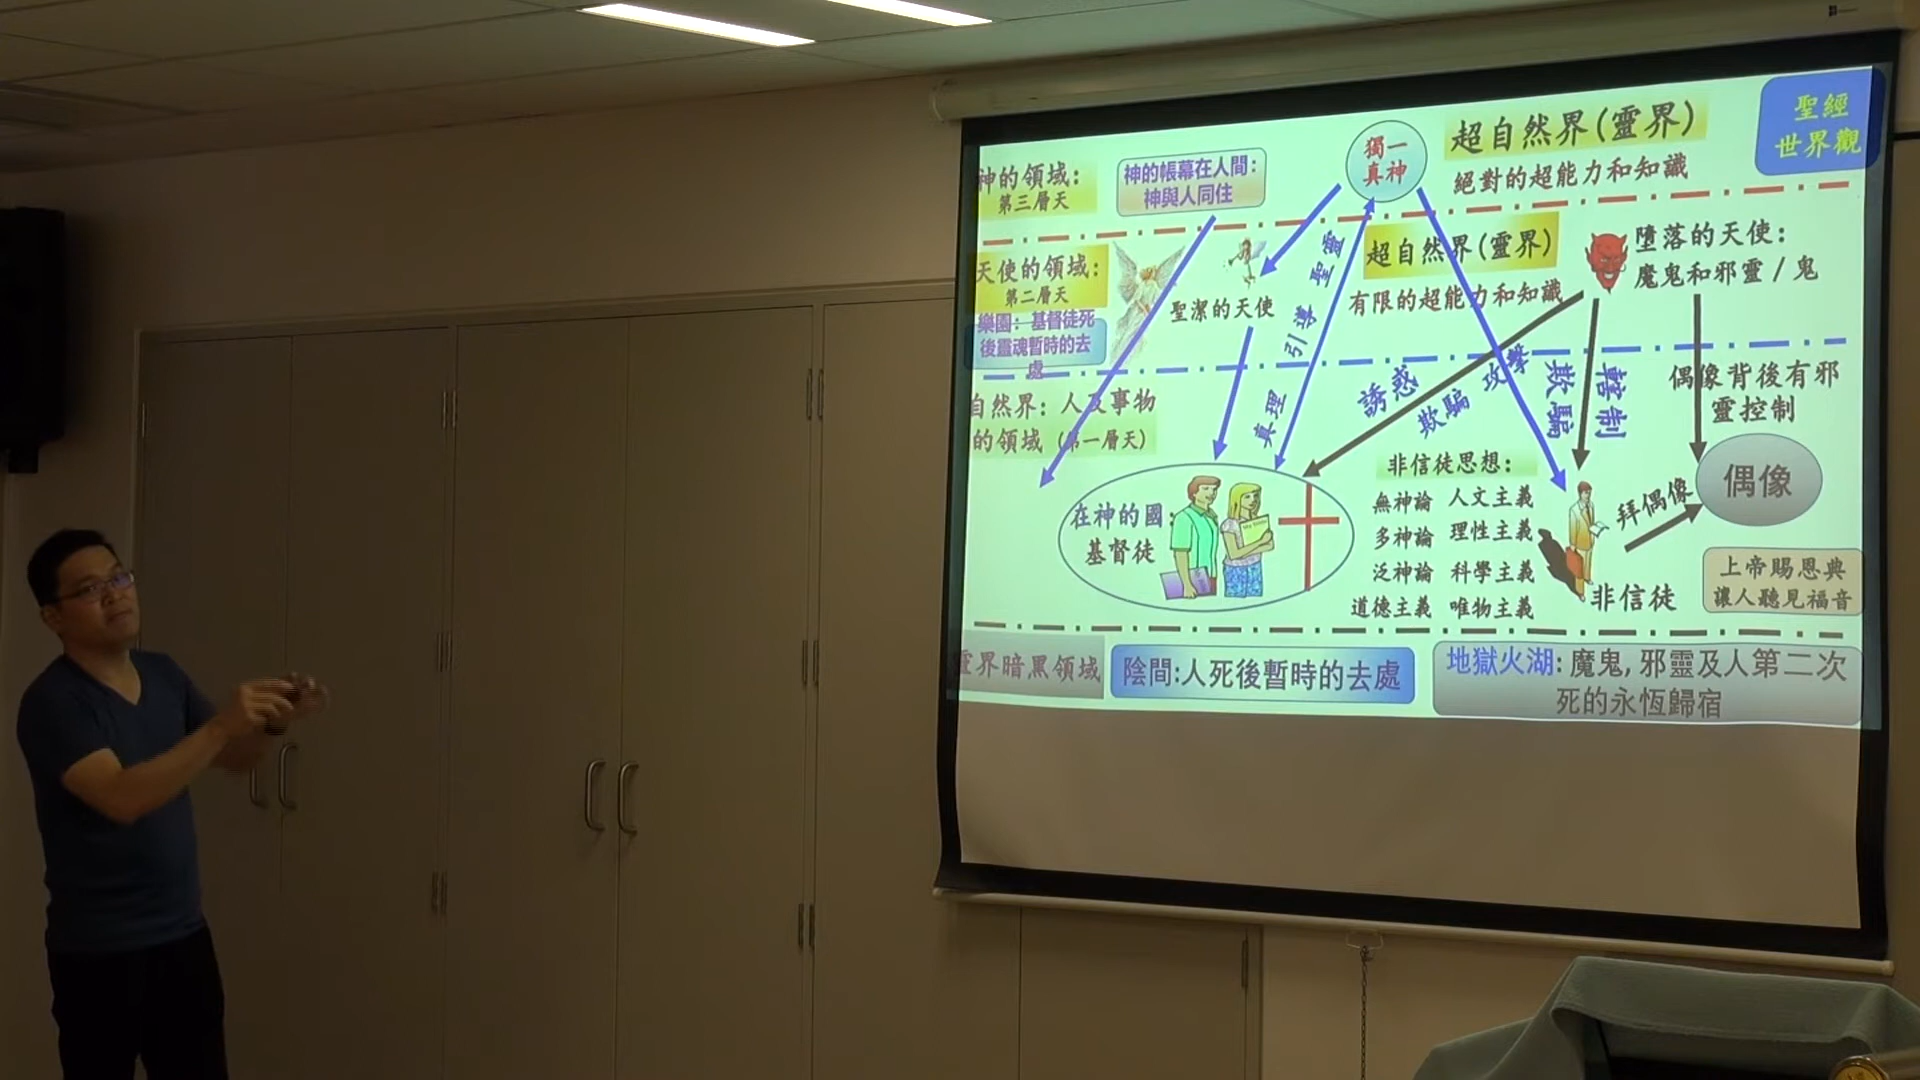 聖經
世界觀
超自然界(靈界)
絕對的超能力和知識
獨一
真神
神的領域:
第三層天
神的帳幕在人間:
神與人同住
天使的領域:
第二層天
樂園: 基督徒死
後靈魂暫時的去
處
聖潔的天使
引導 聖靈
真理
超自然界(靈界)
有限的超能力和知識
墮落的天使:
魔鬼和邪靈/鬼
自然界: 人及事物
的領域 (第一層天)
誘惑
欺騙 攻擊
欺騙
轄制
偶像背後有邪
靈控制
偶像
拜偶像
在神的國:
基督徒
非信徒思想:
無神論 人文主義
多神論 理性主義
泛神論 科學主義
道德主義 唯物主義
非信徒
上帝賜恩典
讓人聽見福音
靈界暗黑領域
陰間:人死後暫時的去處
地獄火湖: 魔鬼, 邪靈及人第二次
死的永恆歸宿